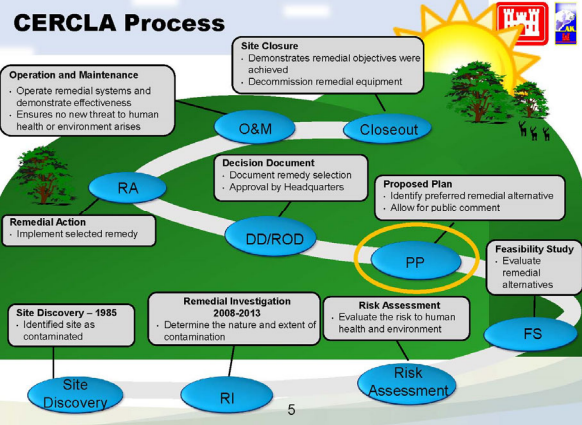 CERCLA Process
Site Closure
· Demonstrates remedial objectives were
achieved
· Decommission remedial equipment
Operation and Maintenance
· Operate remedial systems and
demonstrate effectiveness
· Ensures no new threat to human
health or environment arises
O&M
Closeout
Decision Document
· Document remedy selection
· Approval by Headquarters
Proposed Plan
· Identify preferred remedial alternative
· Allow for public comment
RA
Remedial Action
· Implement selected remedy
DD/ROD
PP
Feasibility Study
· Evaluate
remedial
alternatives
Site Discovery – 1985
· Identified site as
contaminated
Remedial Investigation
2008-2013
· Determine the nature and extent of
contamination
Risk Assessment
· Evaluate the risk to human
health and environment
FS
Site
Discovery
RI
Risk
Assessment
5